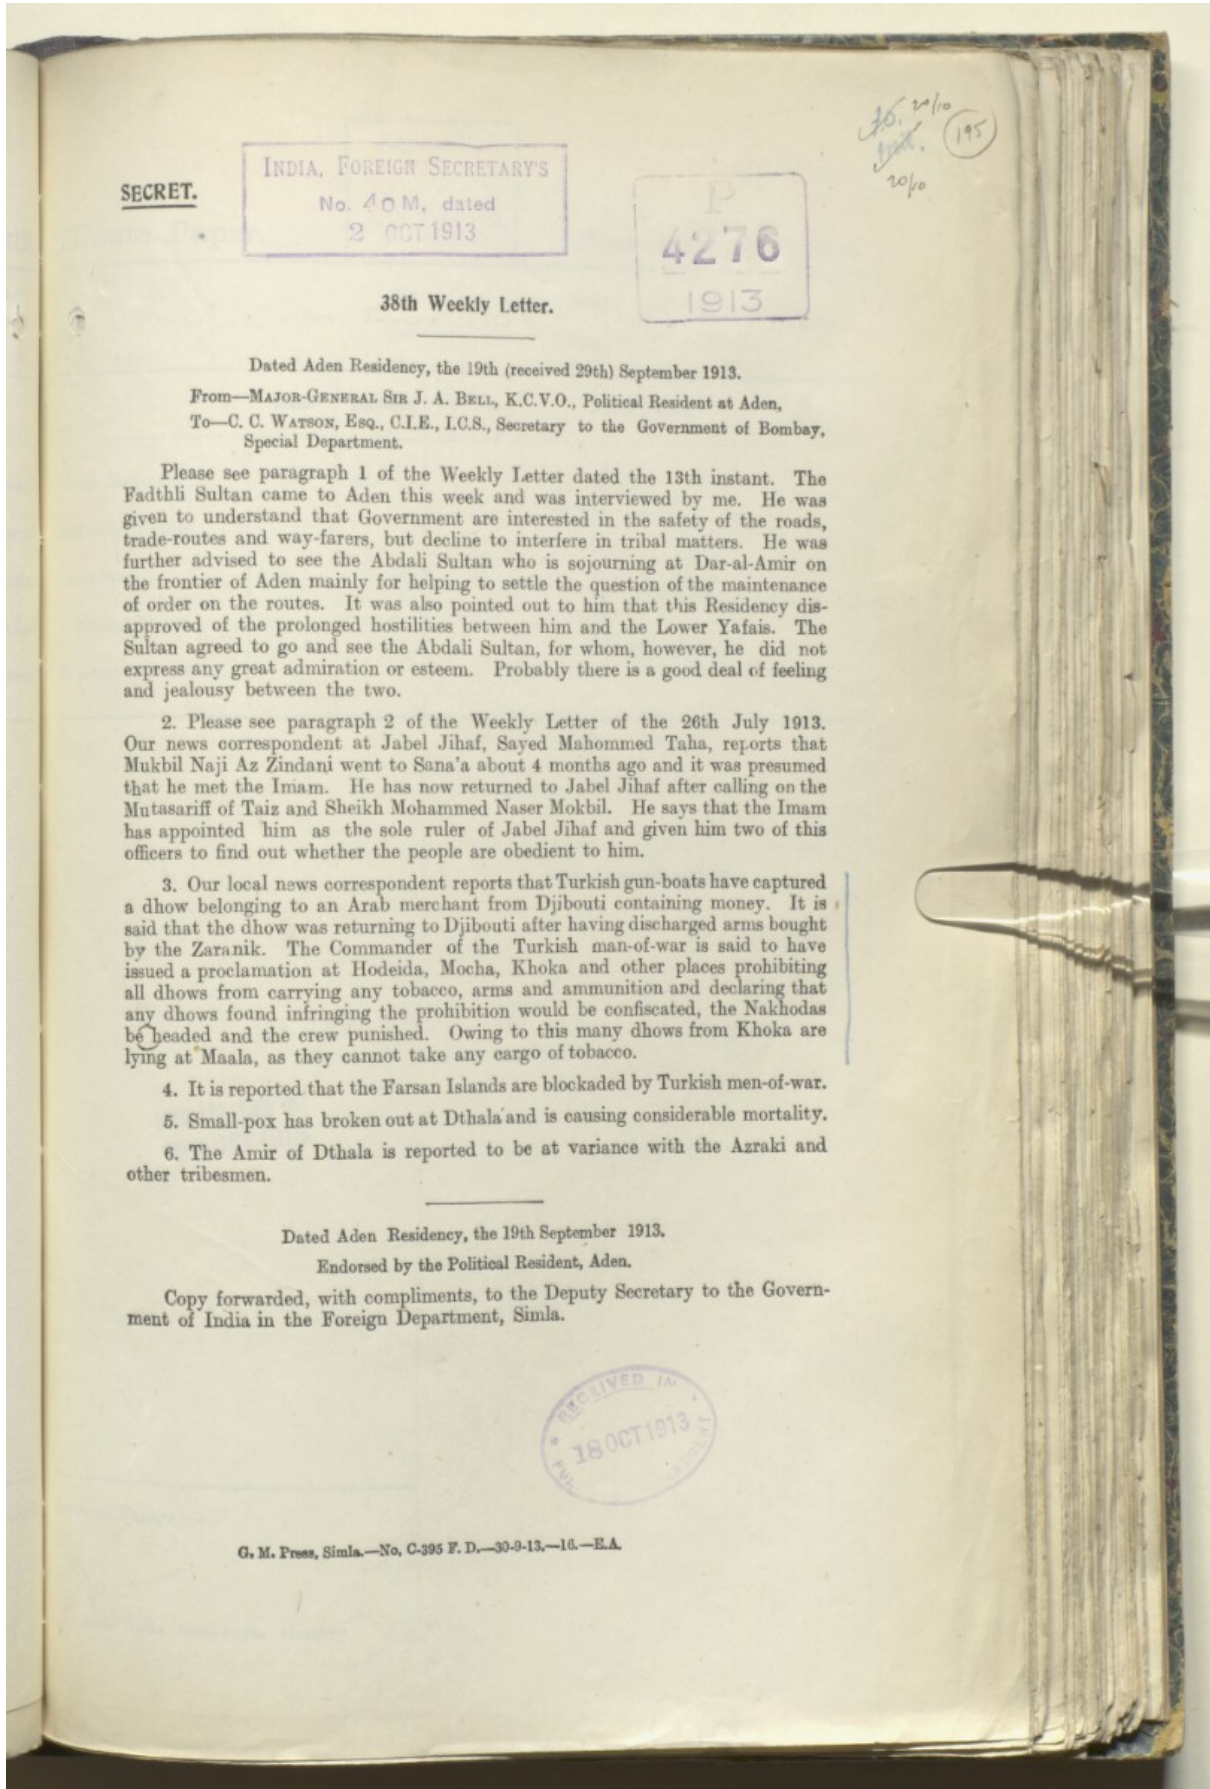 20/10
195
20/10
INDIA, FOREIGN SECRETARY'S
No. 40 M, dated
2 OCT 1913
SECRET.
P
4276
1913
38th Weekly Letter.
Dated Aden Residency, the 19th (received 29th) September 1913.
From—MAJOR-GENERAL SIR J. A. BELL, K.C.V.O., Political Resident at Aden,
To—C. C. WATSON, ESQ., C.I.E., I.C.S., Secretary to the Government of Bombay,
Special Department.
Please see paragraph 1 of the Weekly Letter dated the 13th instant. The
Fadthli Sultan came to Aden this week and was interviewed by me. He was
given to understand that Government are interested in the safety of the roads,
trade-routes and way-farers, but decline to interfere in tribal matters. He was
further advised to see the Abdali Sultan who is sojourning at Dar-al-Amir on
the frontier of Aden mainly for helping to settle the question of the maintenance
of order on the routes. It was also pointed out to him that this Residency dis-
approved of the prolonged hostilities between him and the Lower Yafais. The
Sultan agreed to go and see the Abdali Sultan, for whom, however, he did not
express any great admiration or esteem. Probably there is a good deal of feeling
and jealousy between the two.
2. Please see paragraph 2 of the Weekly Letter of the 26th July 1913.
Our news correspondent at Jabel Jihaf, Sayed Mahommed Taha, reports that
Mukbil Naji Az Zindani went to Sana'a about 4 months ago and it was presumed
that he met the Imam. He has now returned to Jabel Jihaf after calling on the
Mutasariff of Taiz and Sheikh Mohammed Naser Mokbil. He says that the Imam
has appointed him as the sole ruler of Jabel Jihaf and given him two of this
officers to find out whether the people are obedient to him.
3. Our local news correspondent reports that Turkish gun-boats have captured
a dhow belonging to an Arab merchant from Djibouti containing money. It is
said that the dhow was returning to Djibouti after having discharged arms bought
by the Zaranik. The Commander of the Turkish man-of-war is said to have
issued a proclamation at Hodeida, Mocha, Khoka and other places prohibiting
all dhows from carrying any tobacco, arms and ammunition and declaring that
any dhows found infringing the prohibition would be confiscated, the Nakhodas
be headed and the crew punished. Owing to this many dhows from Khoka are
lying at Maala, as they cannot take any cargo of tobacco.
4. It is reported that the Farsan Islands are blockaded by Turkish men-of-war.
5. Small-pox has broken out at Dthala and is causing considerable mortality.
6. The Amir of Dthala is reported to be at variance with the Azraki and
other tribesmen.
Dated Aden Residency, the 19th September 1913.
Endorsed by the Political Resident, Aden.
Copy forwarded, with compliments, to the Deputy Secretary to the Govern-
ment of India in the Foreign Department, Simla.
RECEIVED IN
18 OCT 1913
G. M. Press, Simla.—No. C-395 F. D.—30-9-13.—16.—E.A.